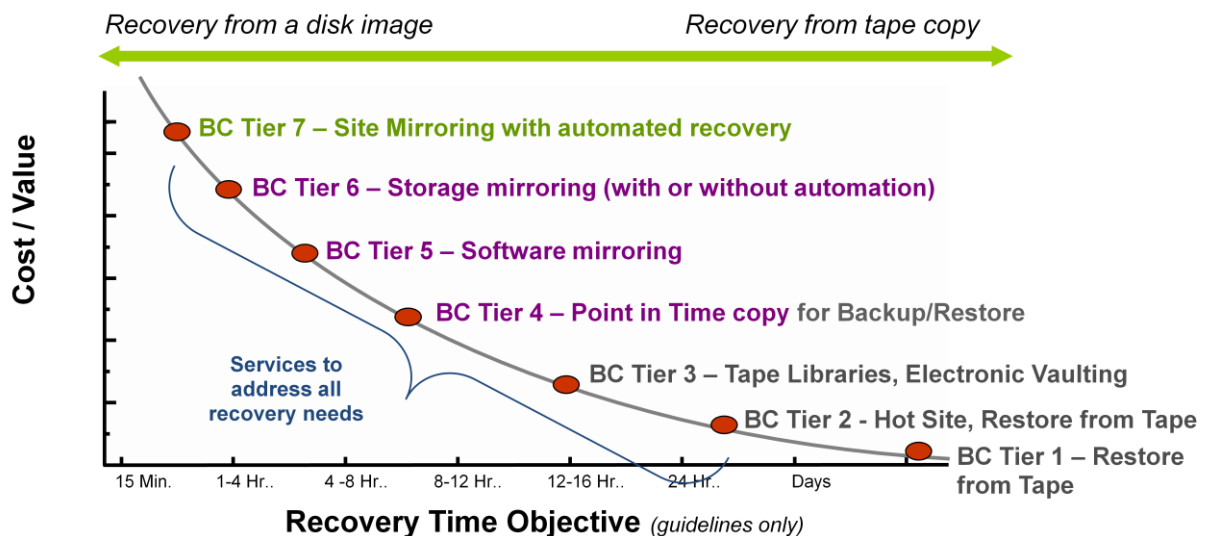 Recovery from a disk image
Recovery from tape copy
Cost / Value
BC Tier 7 – Site Mirroring with automated recovery
BC Tier 6 – Storage mirroring (with or without automation)
BC Tier 5 – Software mirroring
BC Tier 4 – Point in Time copy for Backup/Restore
Services to
address all
recovery needs
BC Tier 3 – Tape Libraries, Electronic Vaulting
BC Tier 2 - Hot Site, Restore from Tape
BC Tier 1 – Restore
from Tape
15 Min.
1-4 Hr..
4 -8 Hr..
8-12 Hr..
12-16 Hr..
24 Hr..
Days
Recovery Time Objective (guidelines only)